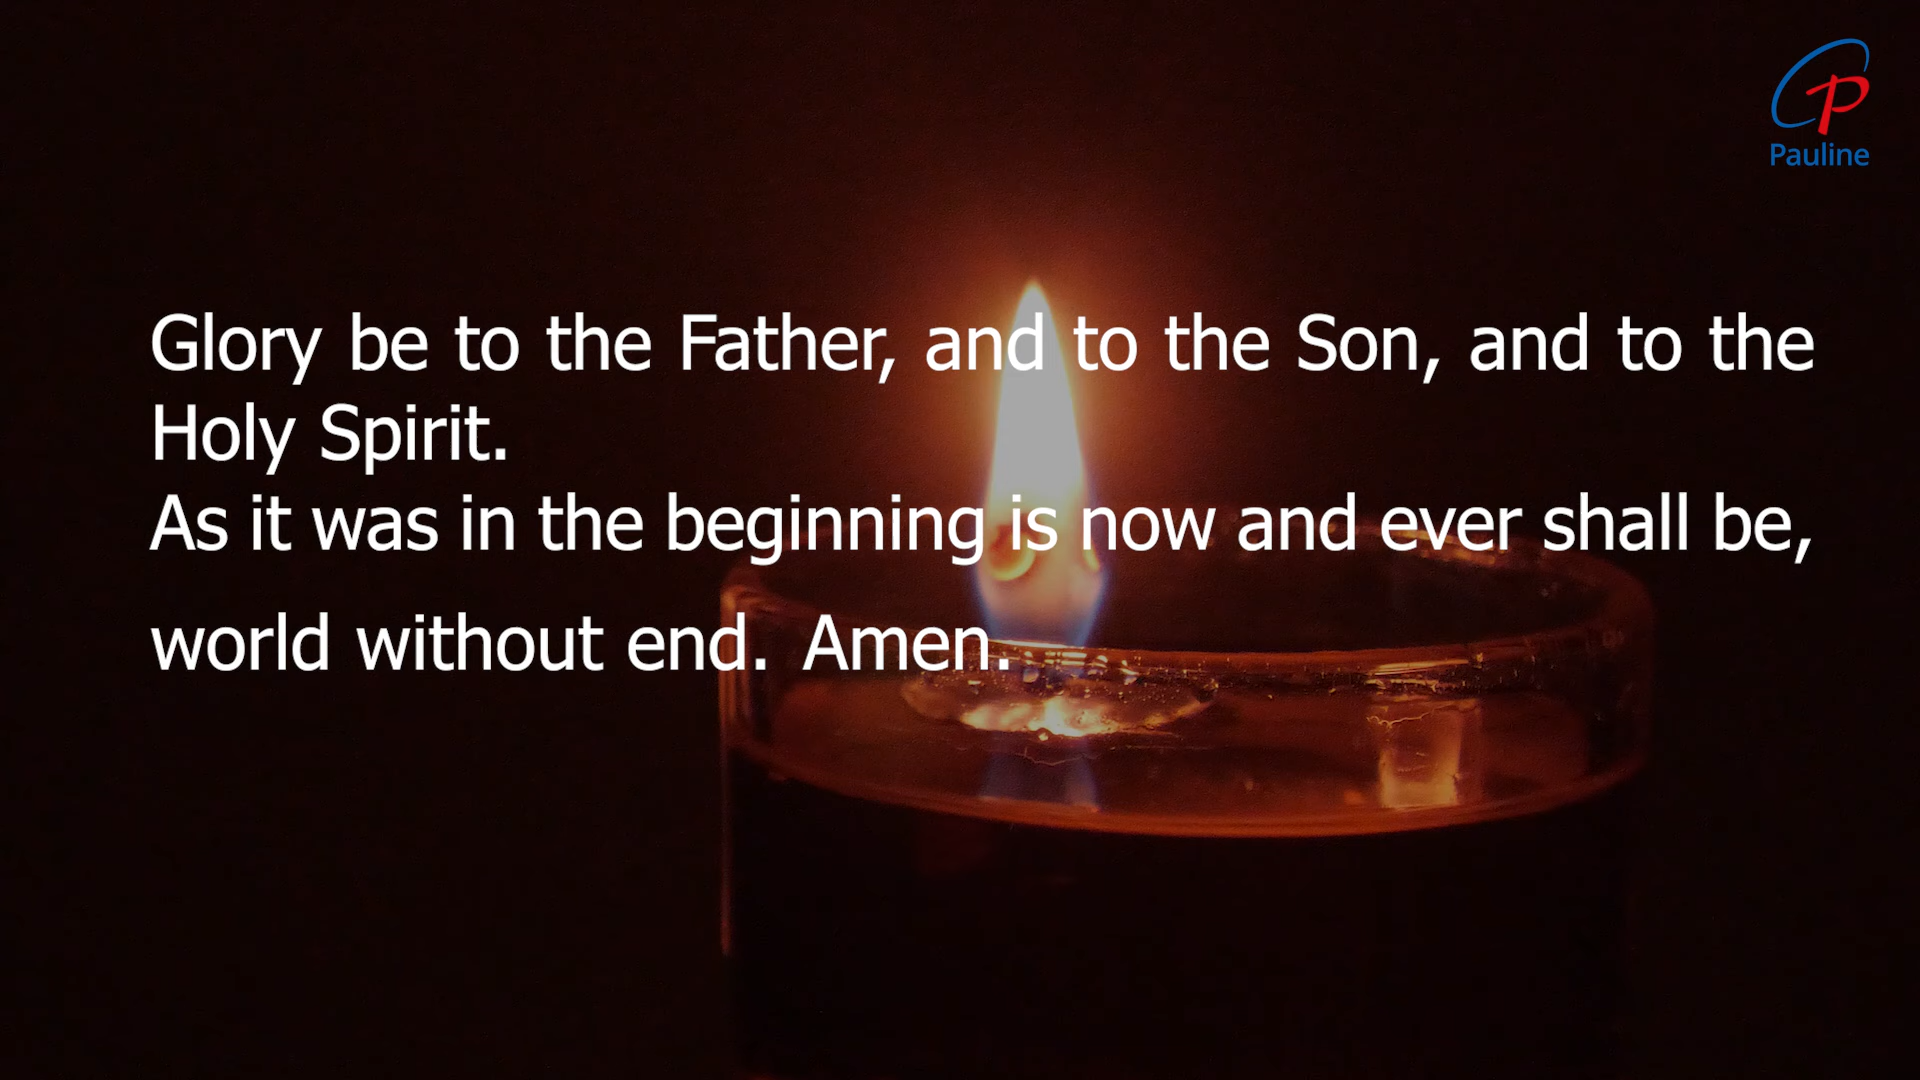 Pauline
Glory be to the Father, and to the Son, and to the
Holy Spirit.
As it was in the beginning is now and ever shall be,
world without end. Amen.